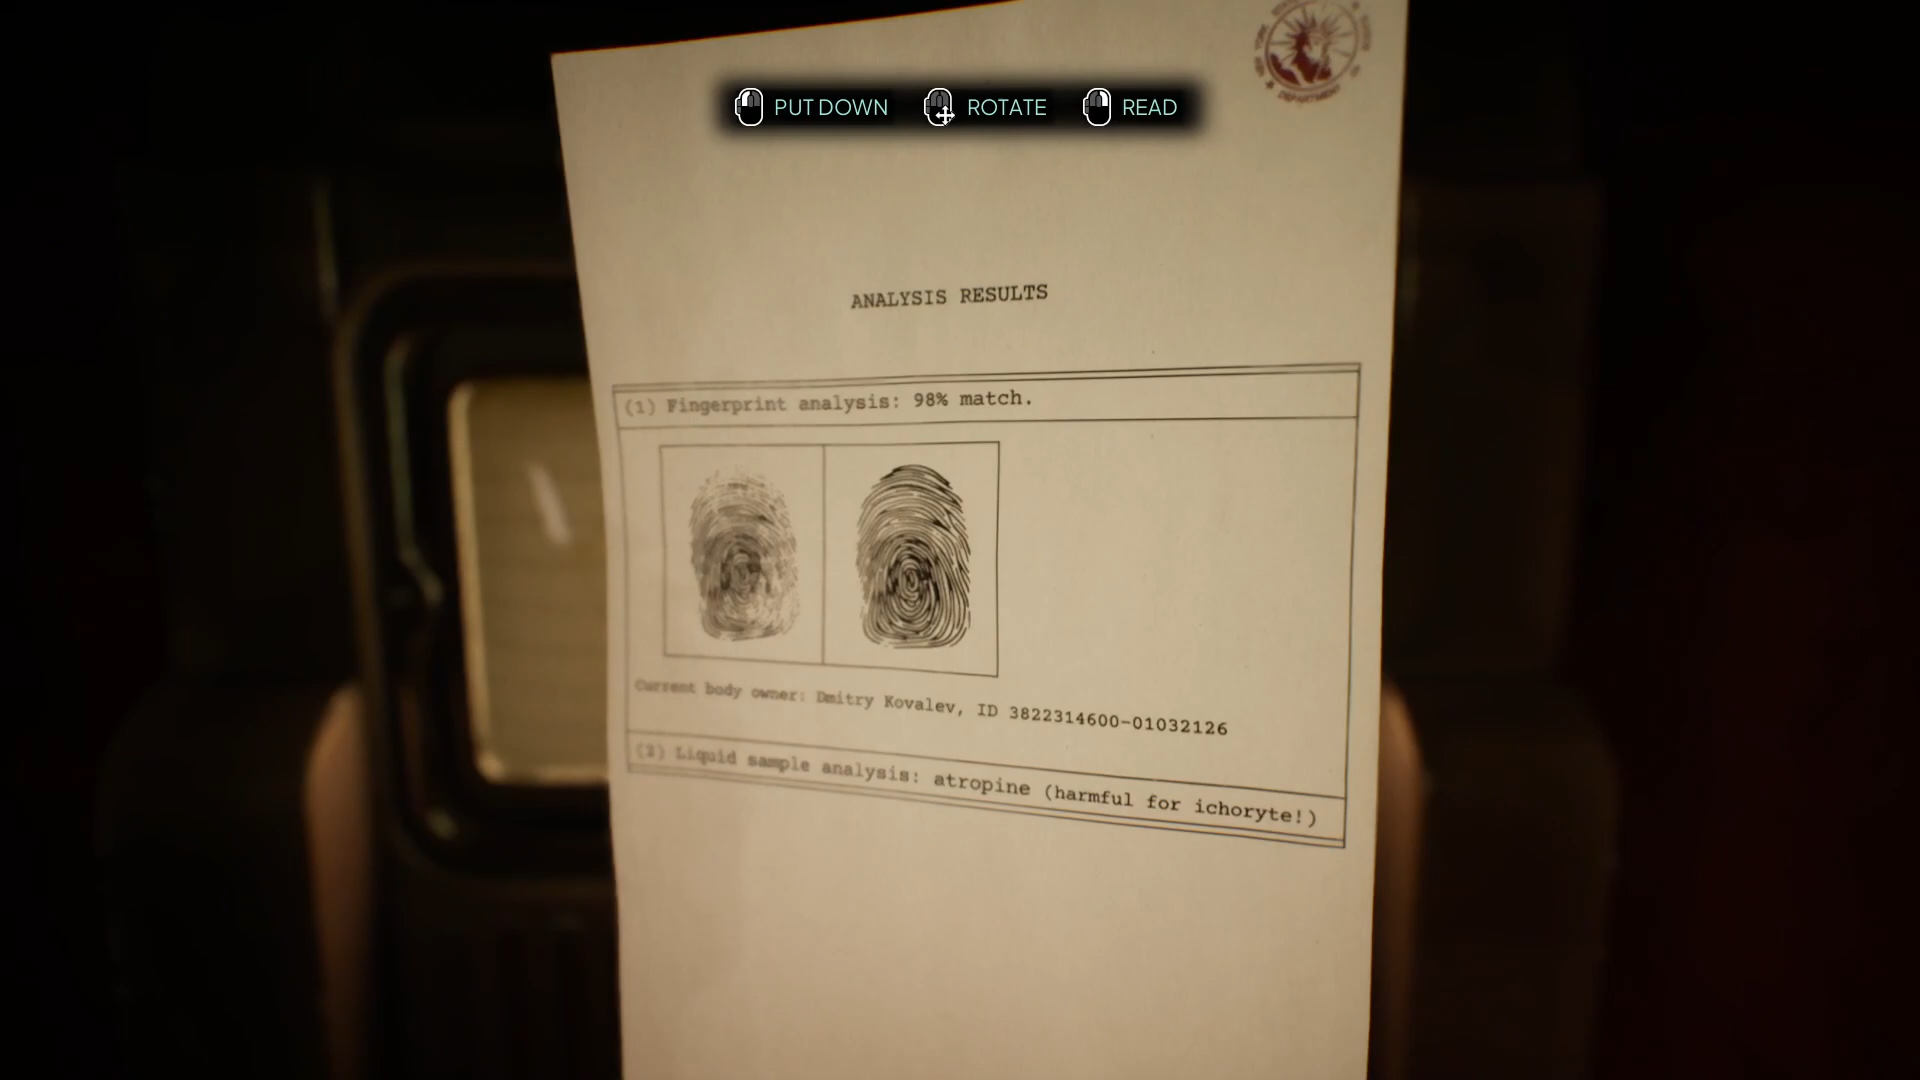 PUT DOWN ROTATE READ
DEPARTMENT
ANALYSIS RESULTS
(1) Fingerprint analysis: 98% match.
Current body owner: Dmitry Kovalev, ID 3822314600-01032126
(2) Liquid sample analysis: atropine (harmful for ichoryte!)